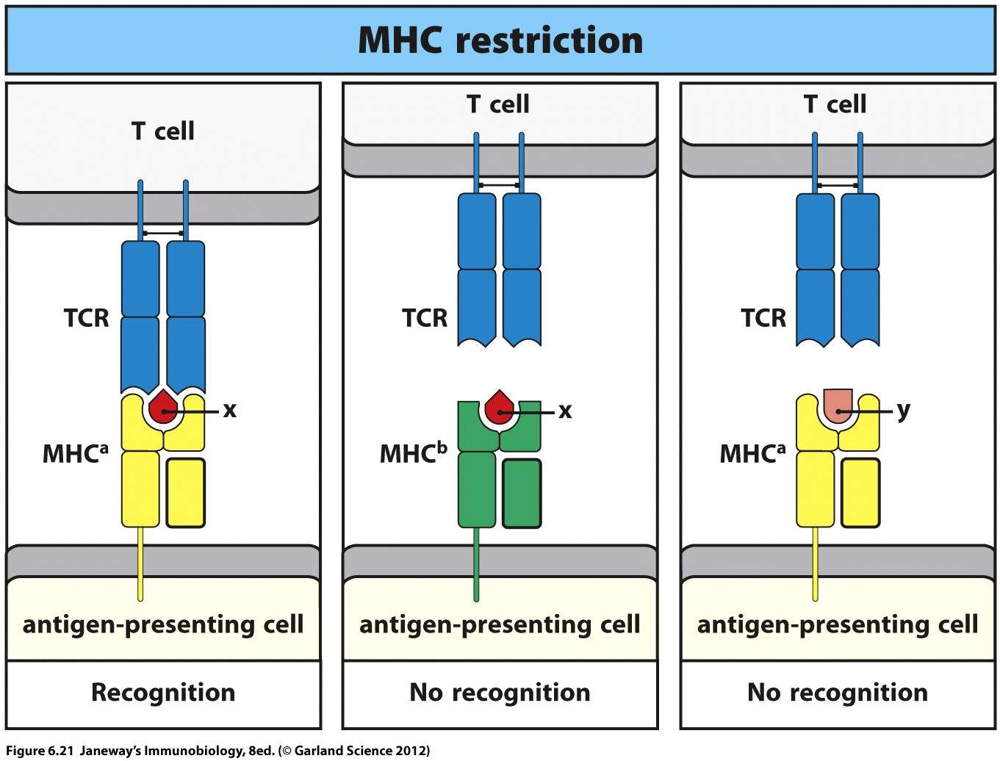 MHC restriction
T cell
TCR
x
MHCᵃ
antigen-presenting cell
Recognition
T cell
TCR
x
MHCᵇ
antigen-presenting cell
No recognition
T cell
TCR
y
MHCᵃ
antigen-presenting cell
No recognition
Figure 6.21 Janeway’s Immunobiology, 8ed. (© Garland Science 2012)